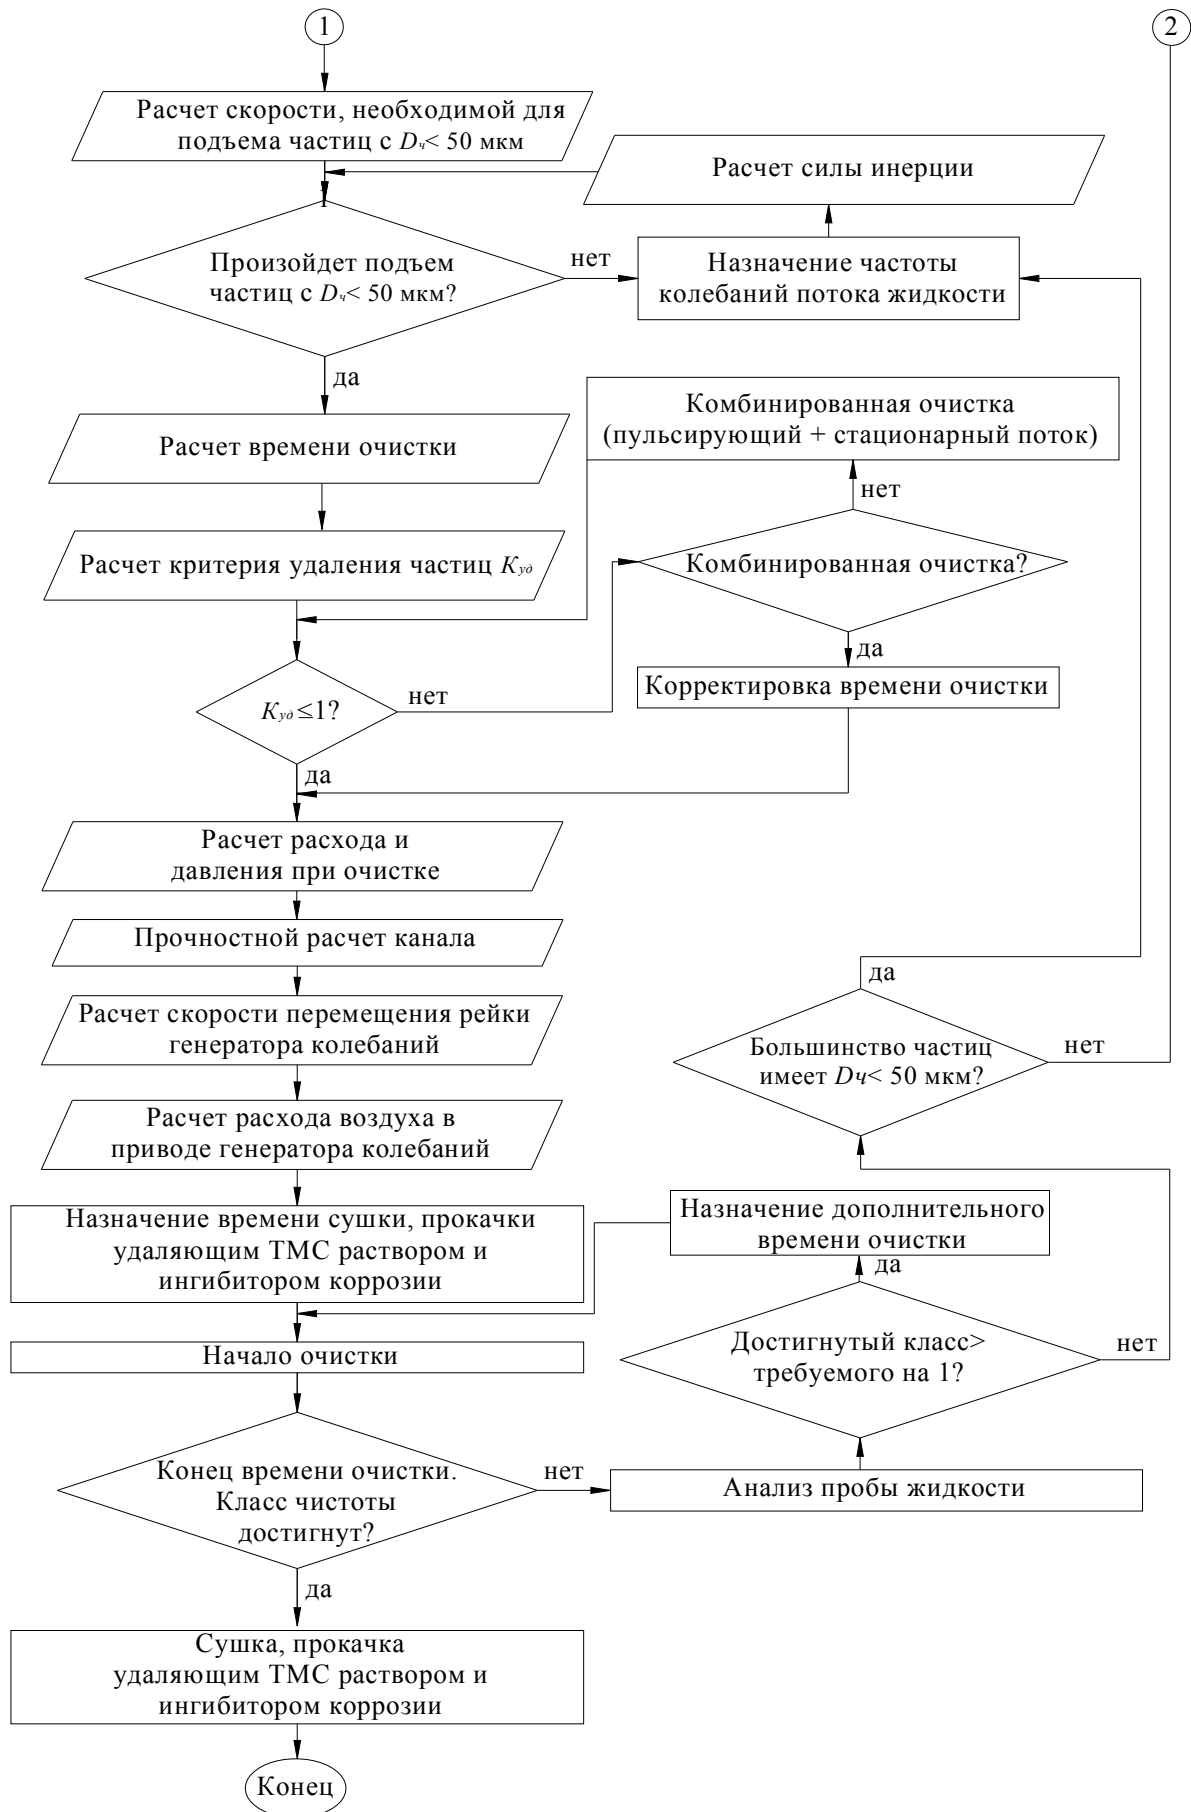 1
2
Расчет скорости, необходимой для
подъема частиц с Dч< 50 мкм
Расчет силы инерции
1
Произойдет подъем
частиц с Dч< 50 мкм?
нет
Назначение частоты
колебаний потока жидкости
да
Комбинированная очистка
(пульсирующий + стационарный поток)
Расчет времени очистки
нет
Расчет критерия удаления частиц Kуд
Комбинированная очистка?
да
Корректировка времени очистки
Kуд≤1?
нет
да
Расчет расхода и
давления при очистке
Прочностной расчет канала
да
Расчет скорости перемещения рейки
генератора колебаний
Большинство частиц
имеет Dч< 50 мкм?
нет
Расчет расхода воздуха в
приводе генератора колебаний
Назначение времени сушки, прокачки
удаляющим ТМС раствором и
ингибитором коррозии
Назначение дополнительного
времени очистки
да
Достигнутый класс>
требуемого на 1?
нет
Начало очистки
Конец времени очистки.
Класс чистоты
достигнут?
нет
Анализ пробы жидкости
да
Сушка, прокачка
удаляющим ТМС раствором и
ингибитором коррозии
Конец